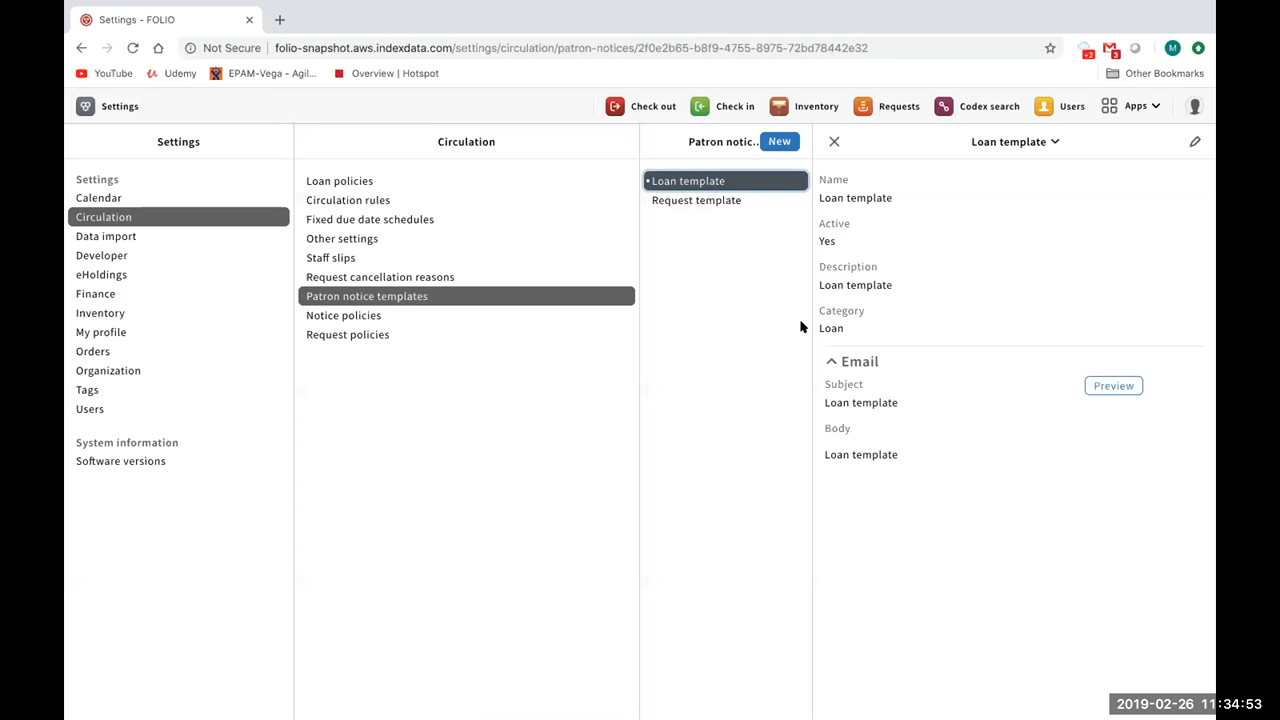 Settings - FOLIO
Not Secure | folio-snapshot.aws.indexdata.com/settings/circulation/patron-notices/2f0e2b65-b8f9-4755-8975-72bd78442e32
+2
3
M
YouTube
Udemy
EPAM-Vega - Agil...
Overview | Hotspot
Other Bookmarks
Settings
Check out
Check in
Inventory
Requests
Codex search
Users
Apps
Settings
Settings
Calendar
Circulation
Data import
Developer
eHoldings
Finance
Inventory
My profile
Orders
Organization
Tags
Users
System information
Software versions
Circulation
Loan policies
Circulation rules
Fixed due date schedules
Other settings
Staff slips
Request cancellation reasons
Patron notice templates
Notice policies
Request policies
Patron notic.. New
• Loan template
Request template
Loan template
Name
Loan template
Active
Yes
Description
Loan template
Category
Loan
Email
Subject
Preview
Loan template
Body
Loan template
2019-02-26 11:34:53